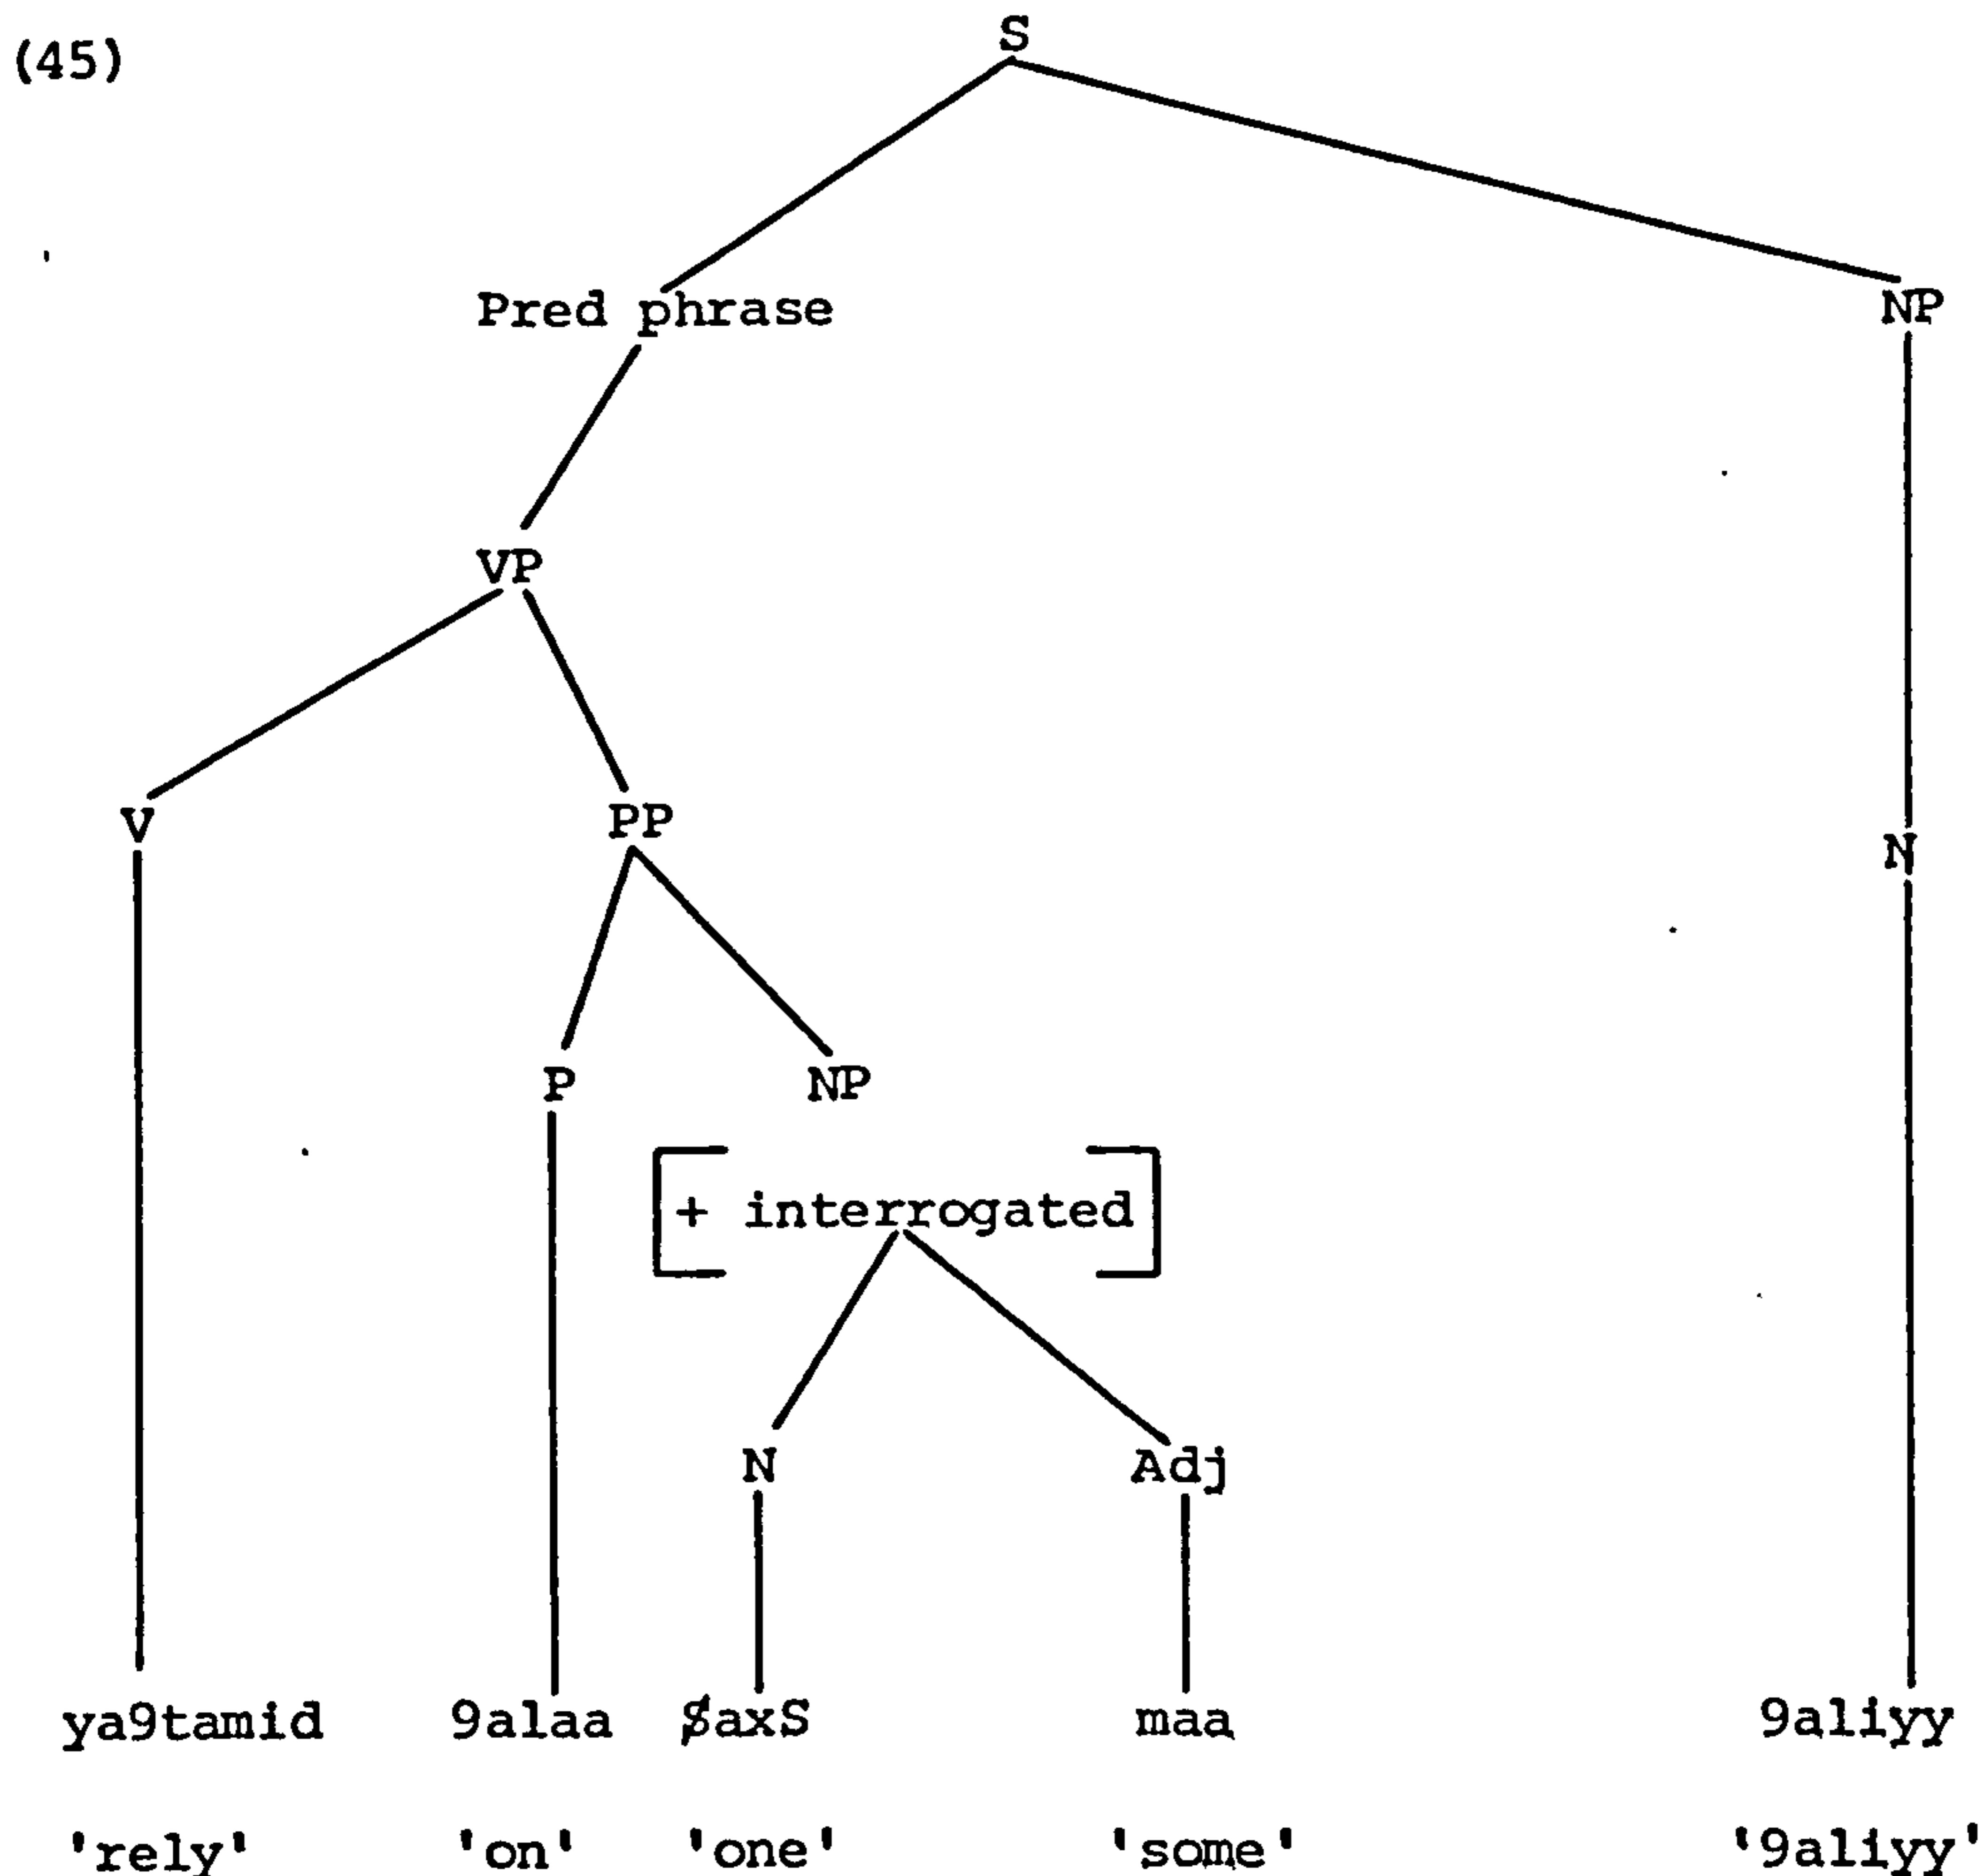 (45)
S
Pred phrase NP
VP
V PP N
P NP
[+ interrogated]
N Adj
ya9tamid 9alaa $axS maa 9aliyy
'rely' 'on' 'one' 'some' '9aliyy'